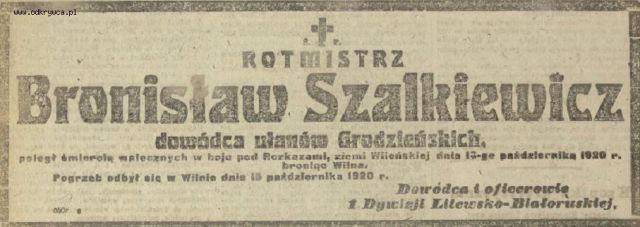 www.odkrywca.pl
ś. p.
ROTMISTRZ
Bronisław Szalkiewicz
dowódca ułanów Grodzieńskich,
poległ śmiercią walecznych w boju pod ziemi Wileńskiej dnia 13-go października 1920 r.
broniąc Wilna.
Pogrzeb odbył się w Wilnie dnia 15 października 1920 r.
Dowódca i oficerowie
1 Dywizji Litewsko-Białoruskiej.